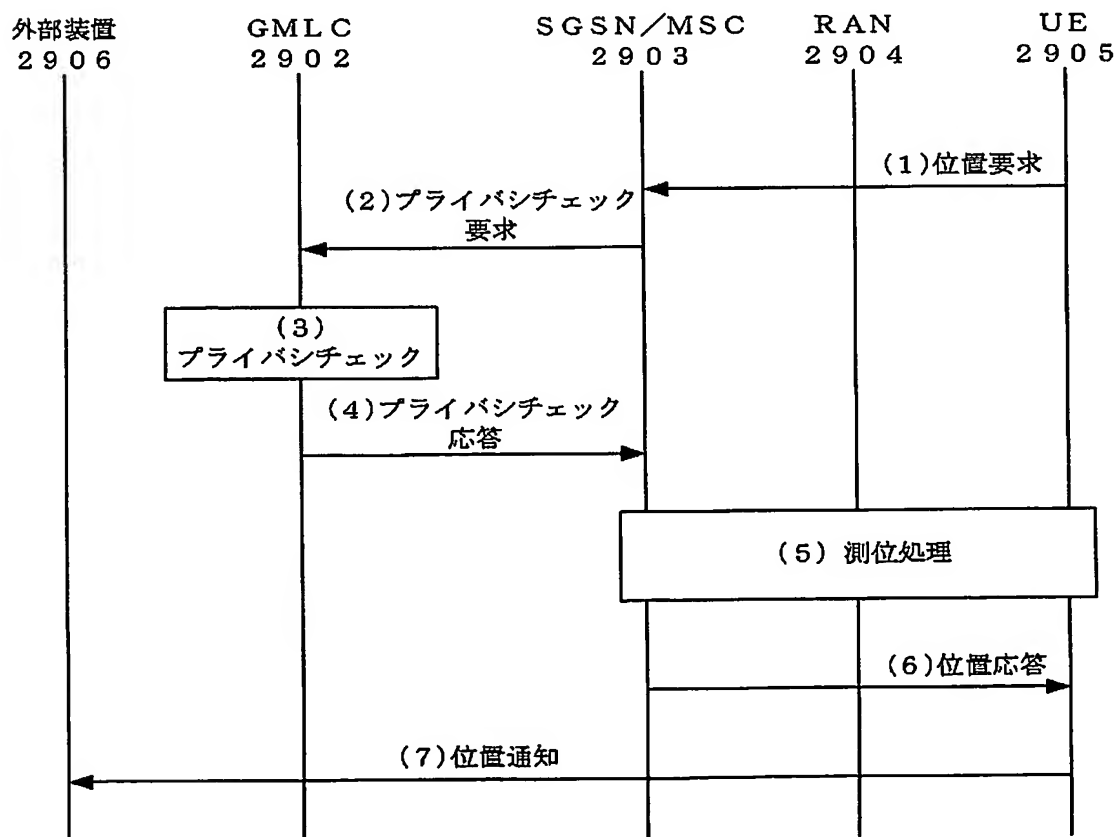 外部装置
２９０６
ＧＭＬＣ
２９０２
ＳＧＳＮ／ＭＳＣ
２９０３
ＲＡＮ
２９０４
ＵＥ
２９０５
（１）位置要求
（２）プライバシチェック
要求
（３）
プライバシチェック
（４）プライバシチェック
応答
（５）測位処理
（６）位置応答
（７）位置通知